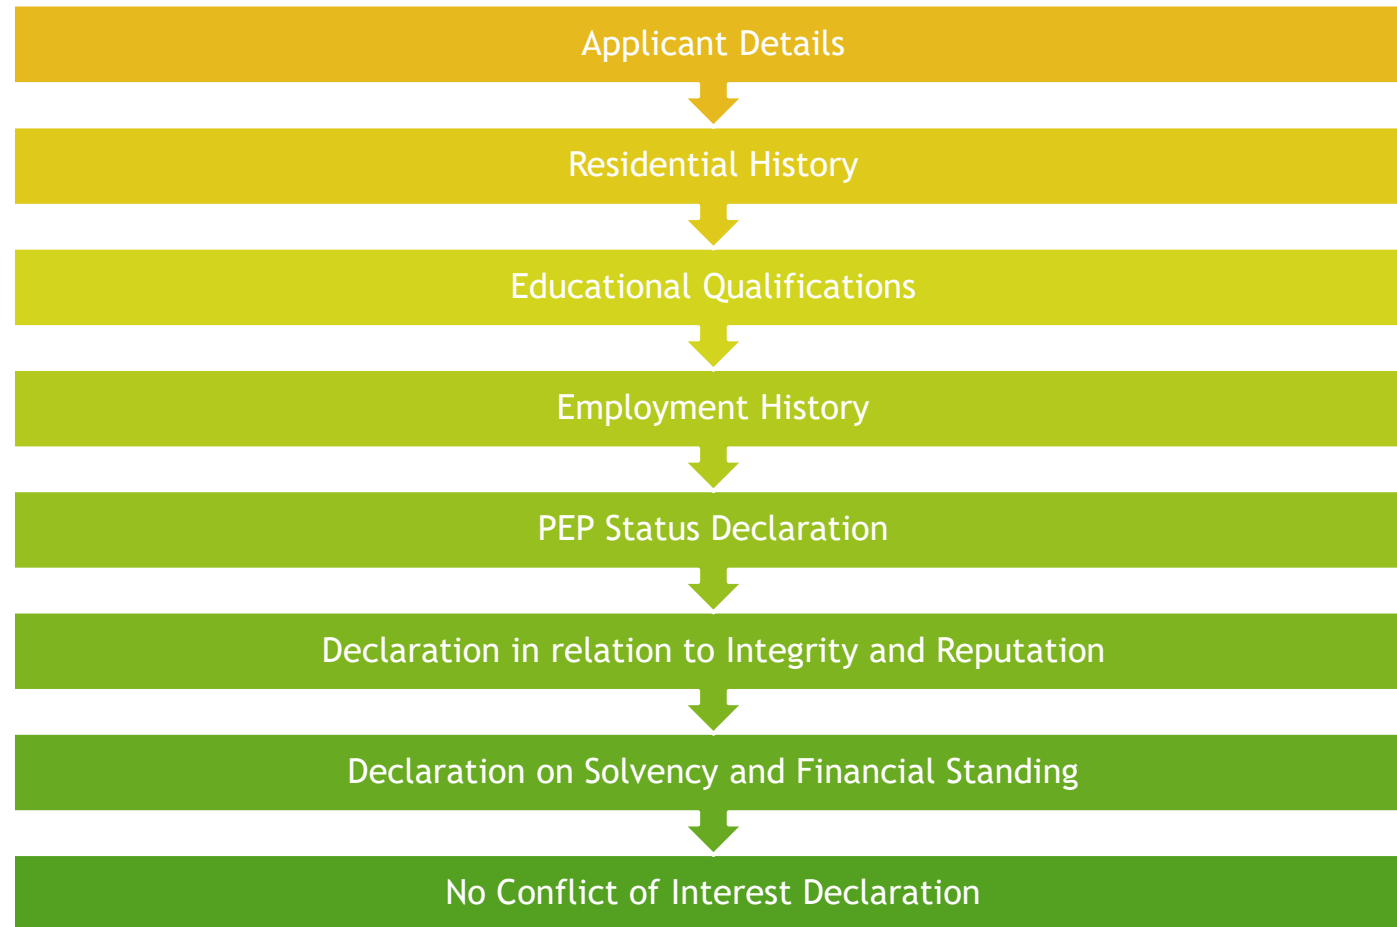 Applicant Details
Residential History
Educational Qualifications
Employment History
PEP Status Declaration
Declaration in relation to Integrity and Reputation
Declaration on Solvency and Financial Standing
No Conflict of Interest Declaration